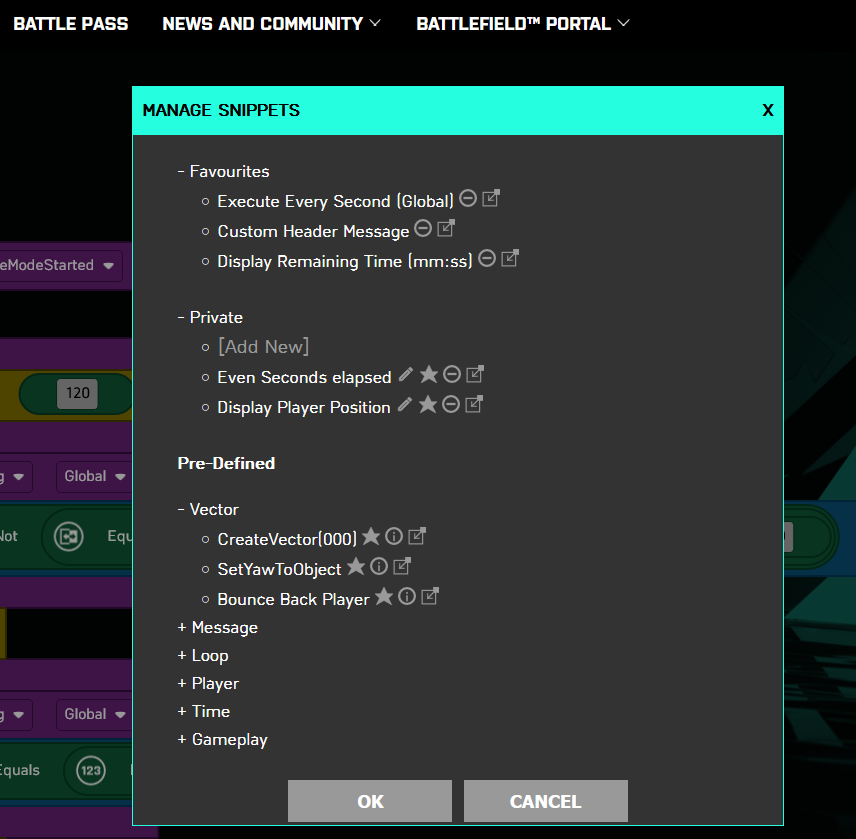 BATTLE PASS NEWS AND COMMUNITY BATTLEFIELD™ PORTAL
MANAGE SNIPPETS X
- Favourites
Execute Every Second (Global)
Custom Header Message
Display Remaining Time (mm:ss)
eModeStarted
- Private
[Add New]
Even Seconds elapsed
120
Display Player Position
Pre-Defined
g Global
- Vector
Not Equ
CreateVector(000)
SetYawToObject
Bounce Back Player
+ Message
+ Loop
+ Player
+ Time
g Global
+ Gameplay
Equals 123
OK CANCEL